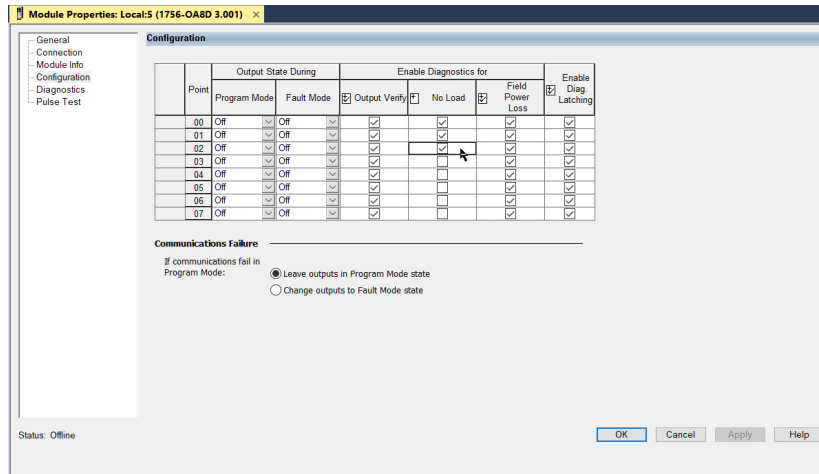 Module Properties: Local:5 (1756-OA8D 3.001) ×
General
Connection
Module Info
Configuration
Diagnostics
Pulse Test
Configuration
Point
Output State During
Program Mode
Fault Mode
Enable Diagnostics for
Output Verify
No Load
Field
Power
Loss
Enable
Diag.
Latching
00 Off Off
01 Off Off
02 Off Off
03 Off Off
04 Off Off
05 Off Off
06 Off Off
07 Off Off
Communications Failure
If communications fail in
Program Mode:
Leave outputs in Program Mode state
Change outputs to Fault Mode state
Status: Offline
OK Cancel Apply Help